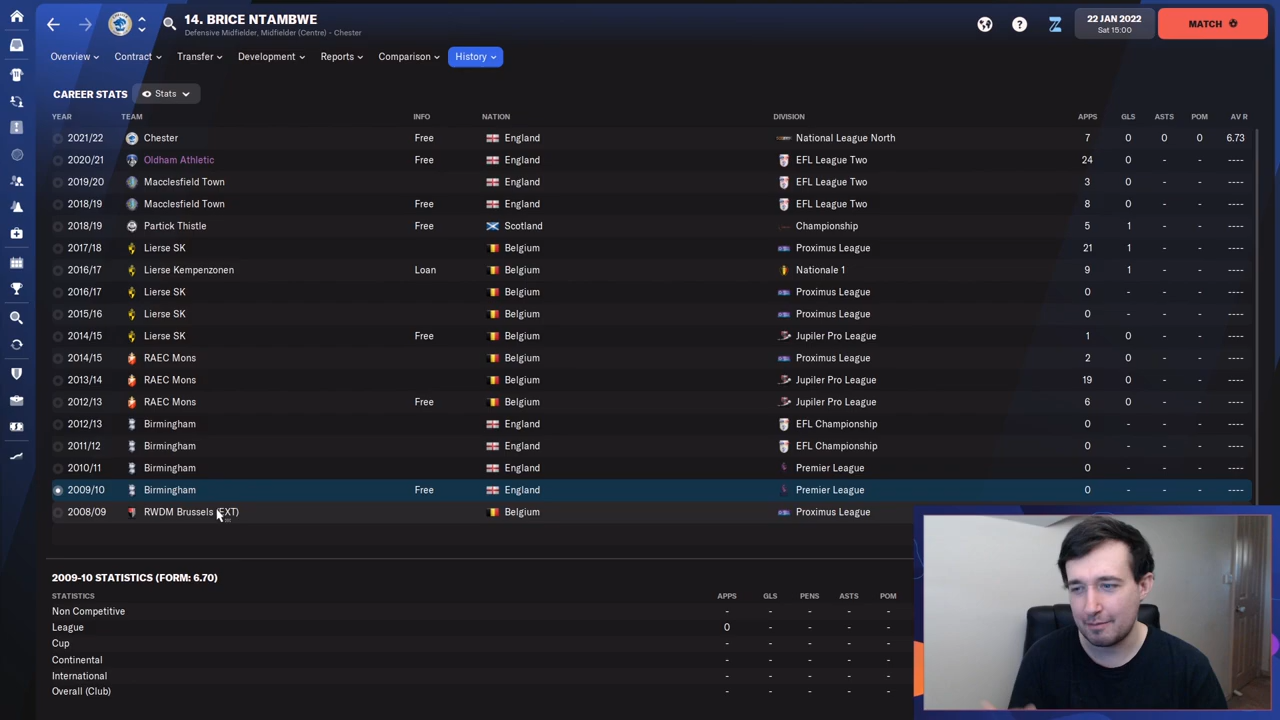 14. BRICE NTAMBWE
Defensive Midfielder, Midfielder (Centre) - Chester
22 JAN 2022
Sat 15:00
MATCH
Overview
Contract
Transfer
Development
Reports
Comparison
History
CAREER STATS Stats
YEAR TEAM INFO NATION DIVISION APPS GLS ASTS POM AV R
2021/22 Chester Free England National League North 7 0 0 0 6.73
2020/21 Oldham Athletic Free England EFL League Two 24 0 - - ----
2019/20 Macclesfield Town England EFL League Two 3 0 - - ----
2018/19 Macclesfield Town Free England EFL League Two 8 0 - - ----
2018/19 Partick Thistle Free Scotland Championship 5 1 - - ----
2017/18 Lierse SK Belgium Proximus League 21 1 - - ----
2016/17 Lierse Kempenzonen Loan Belgium Nationale 1 9 1 - - ----
2016/17 Lierse SK Belgium Proximus League 0 - - - ----
2015/16 Lierse SK Belgium Proximus League 0 - - - ----
2014/15 Lierse SK Free Belgium Jupiler Pro League 1 0 - - ----
2014/15 RAEC Mons Belgium Proximus League 2 0 - - ----
2013/14 RAEC Mons Belgium Jupiler Pro League 19 0 - - ----
2012/13 RAEC Mons Free Belgium Jupiler Pro League 6 0 - - ----
2012/13 Birmingham England EFL Championship 0 - - - ----
2011/12 Birmingham England EFL Championship 0 - - - ----
2010/11 Birmingham England Premier League 0 - - - ----
2009/10 Birmingham Free England Premier League 0 - - - ----
2008/09 RWDM Brussels (EXT) Belgium Proximus League
2009-10 STATISTICS (FORM: 6.70)
STATISTICS APPS GLS PENS ASTS POM
Non Competitive - - - - -
League 0 - - - -
Cup - - - - -
Continental - - - - -
International - - - - -
Overall (Club) - - - - -